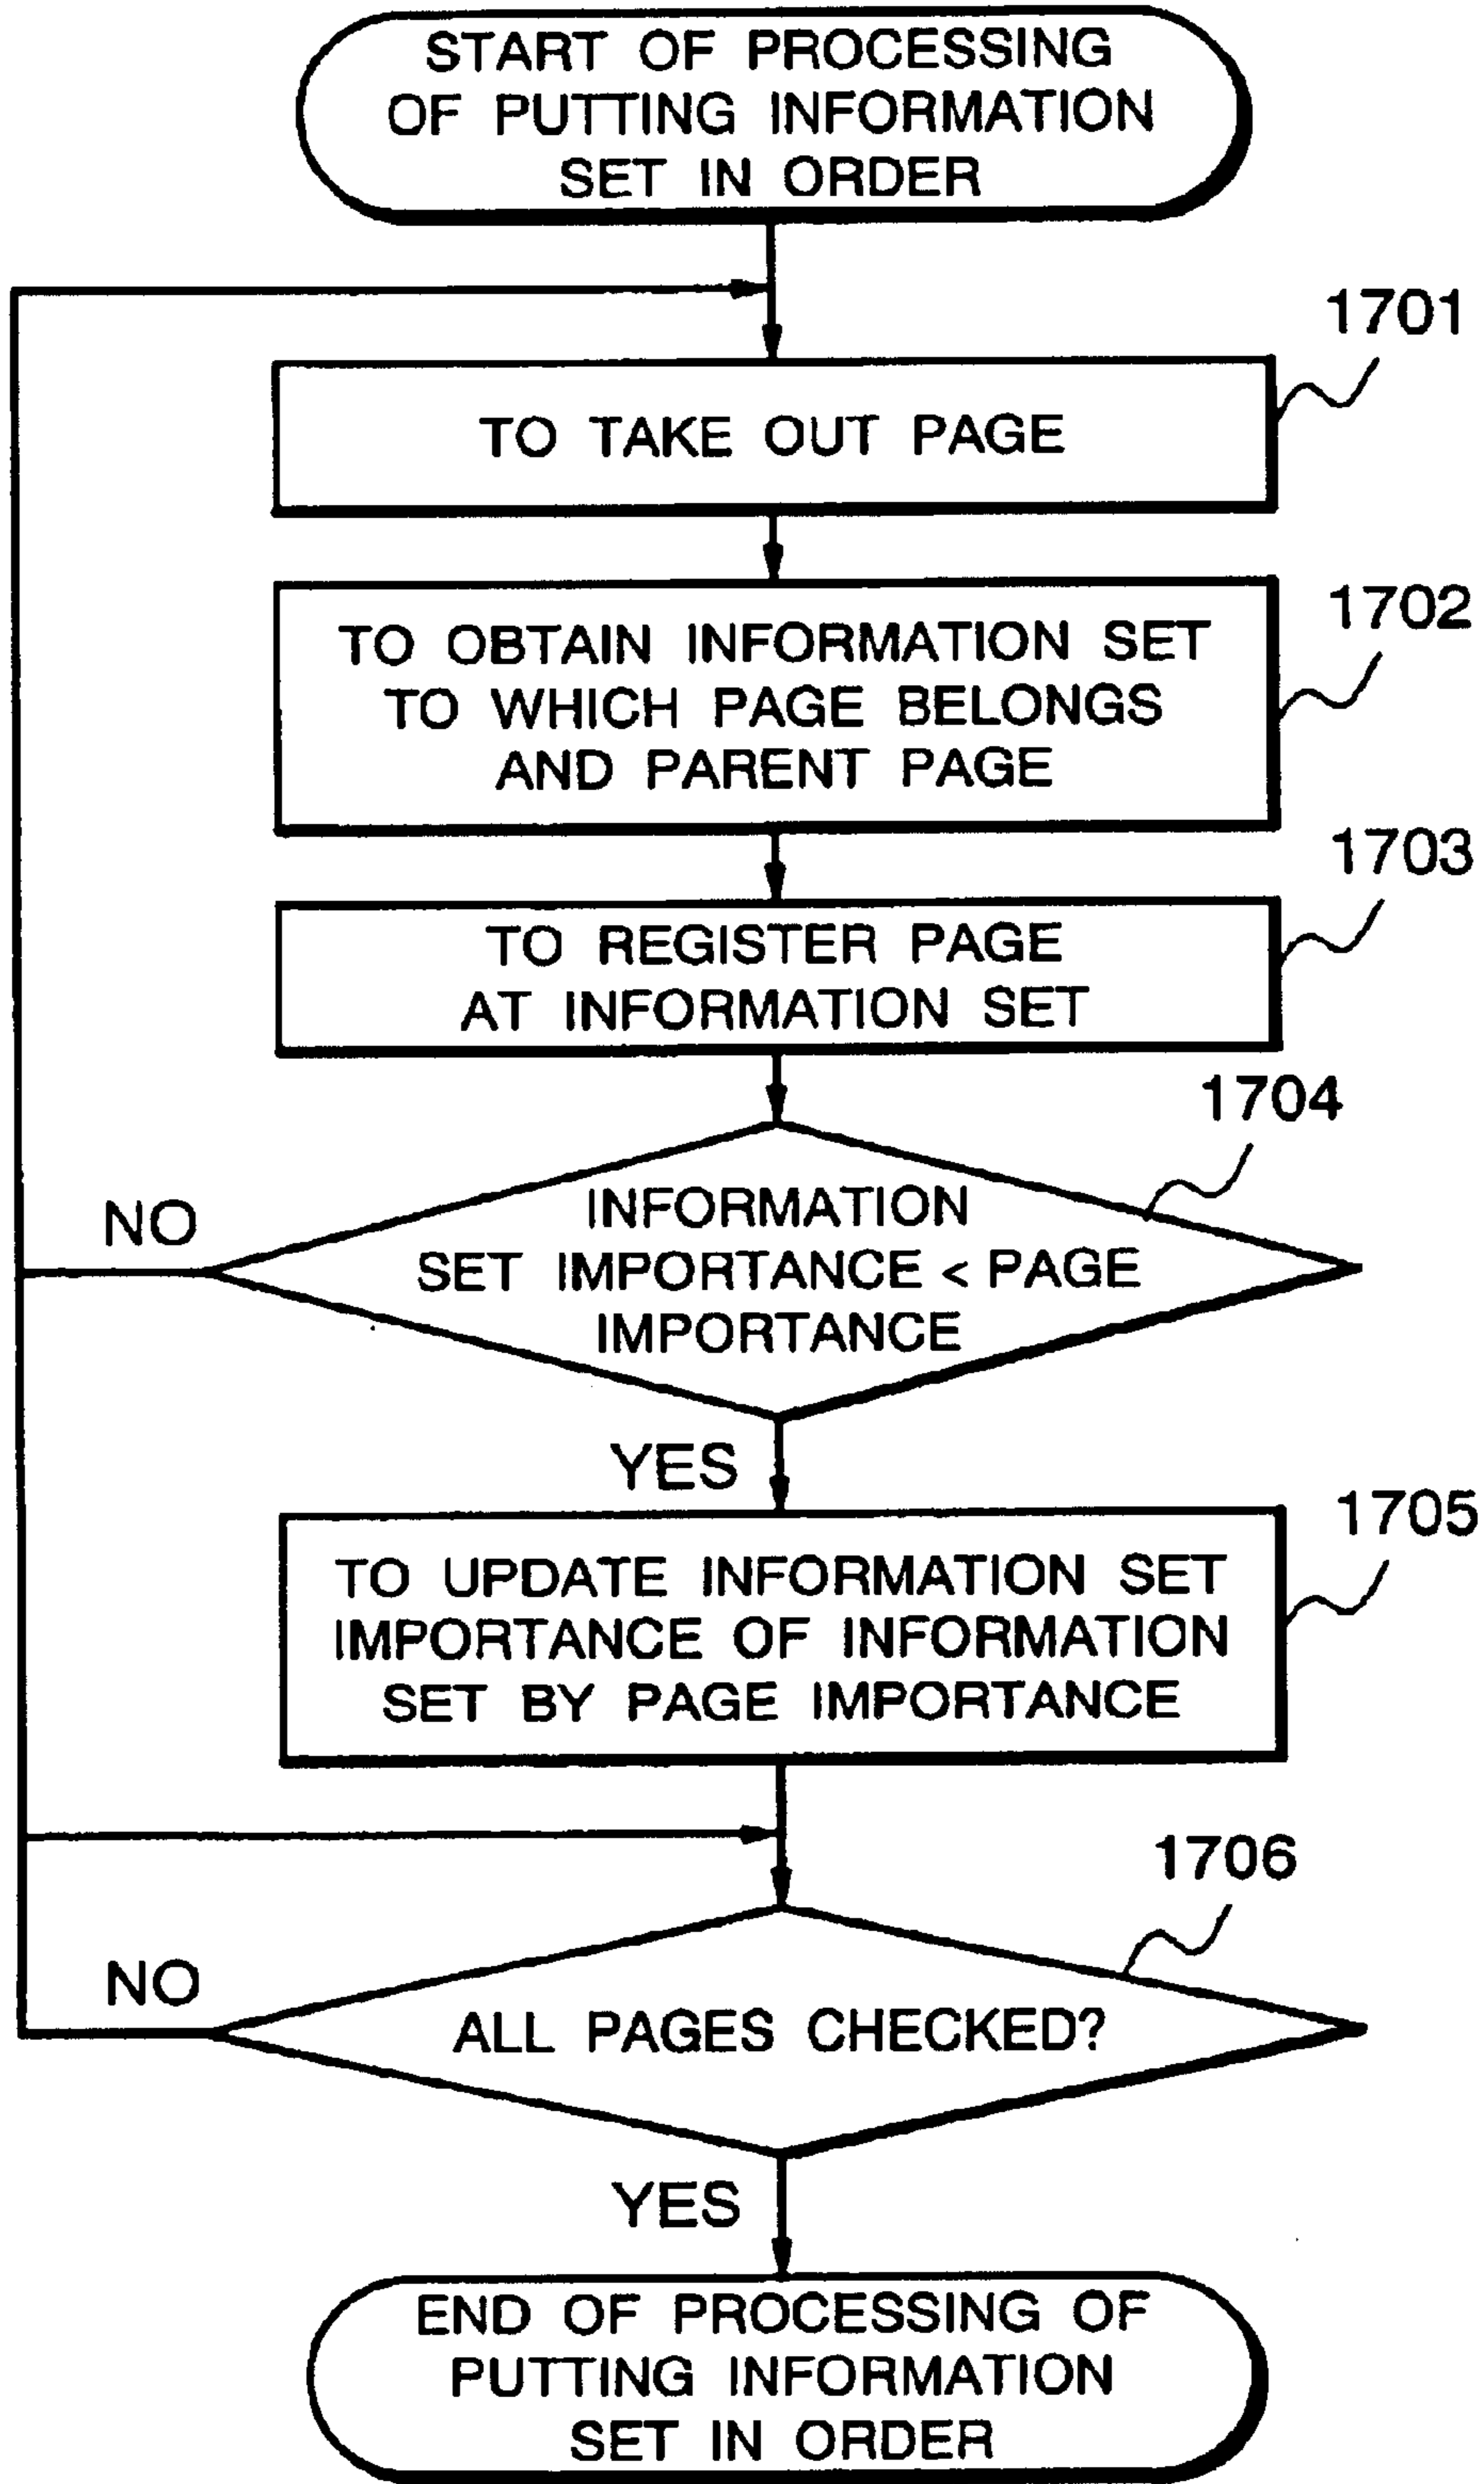 START OF PROCESSING
OF PUTTING INFORMATION
SET IN ORDER
1701
TO TAKE OUT PAGE
1702
TO OBTAIN INFORMATION SET
TO WHICH PAGE BELONGS
AND PARENT PAGE
1703
TO REGISTER PAGE
AT INFORMATION SET
1704
NO
INFORMATION
SET IMPORTANCE < PAGE
IMPORTANCE
YES
1705
TO UPDATE INFORMATION SET
IMPORTANCE OF INFORMATION
SET BY PAGE IMPORTANCE
1706
NO
ALL PAGES CHECKED?
YES
END OF PROCESSING OF
PUTTING INFORMATION
SET IN ORDER